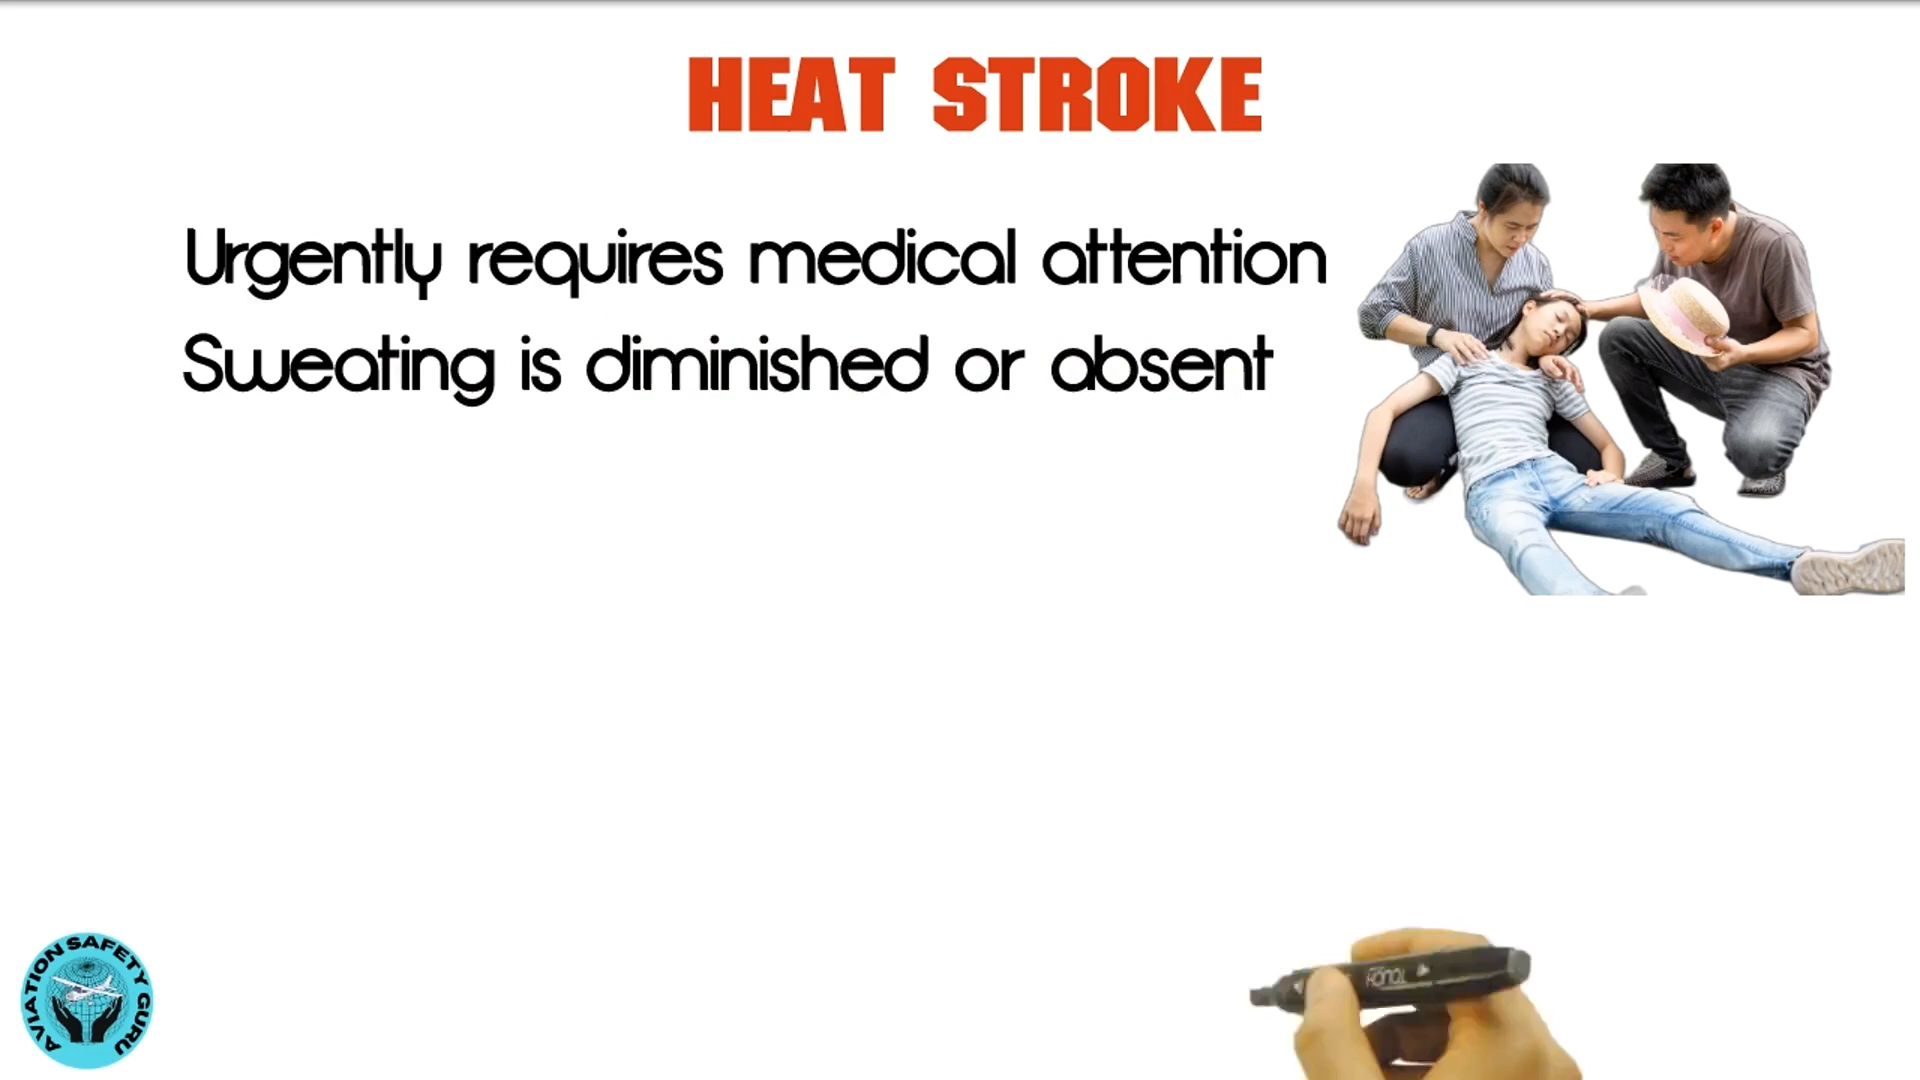 HEAT STROKE
Urgently requires medical attention
Sweating is diminished or absent
AVIATION SAFETY GURU